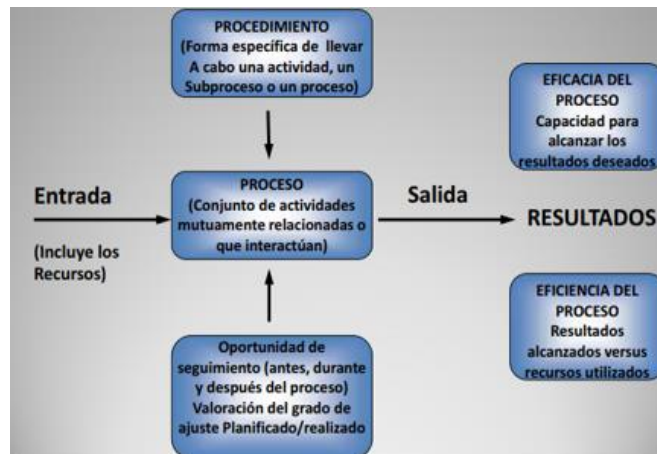 PROCEDIMIENTO
(Forma específica de llevar
A cabo una actividad, un
Subproceso o un proceso)
EFICACIA DEL
PROCESO
Capacidad para
alcanzar los
resultados deseados
Entrada
(Incluye los
Recursos)
PROCESO
(Conjunto de actividades
mutuamente relacionadas o
que interactúan)
Salida
RESULTADOS
EFICIENCIA DEL
PROCESO
Resultados
alcanzados versus
recursos utilizados
Oportunidad de
seguimiento (antes, durante
y después del proceso)
Valoración del grado de
ajuste Planificado/realizado